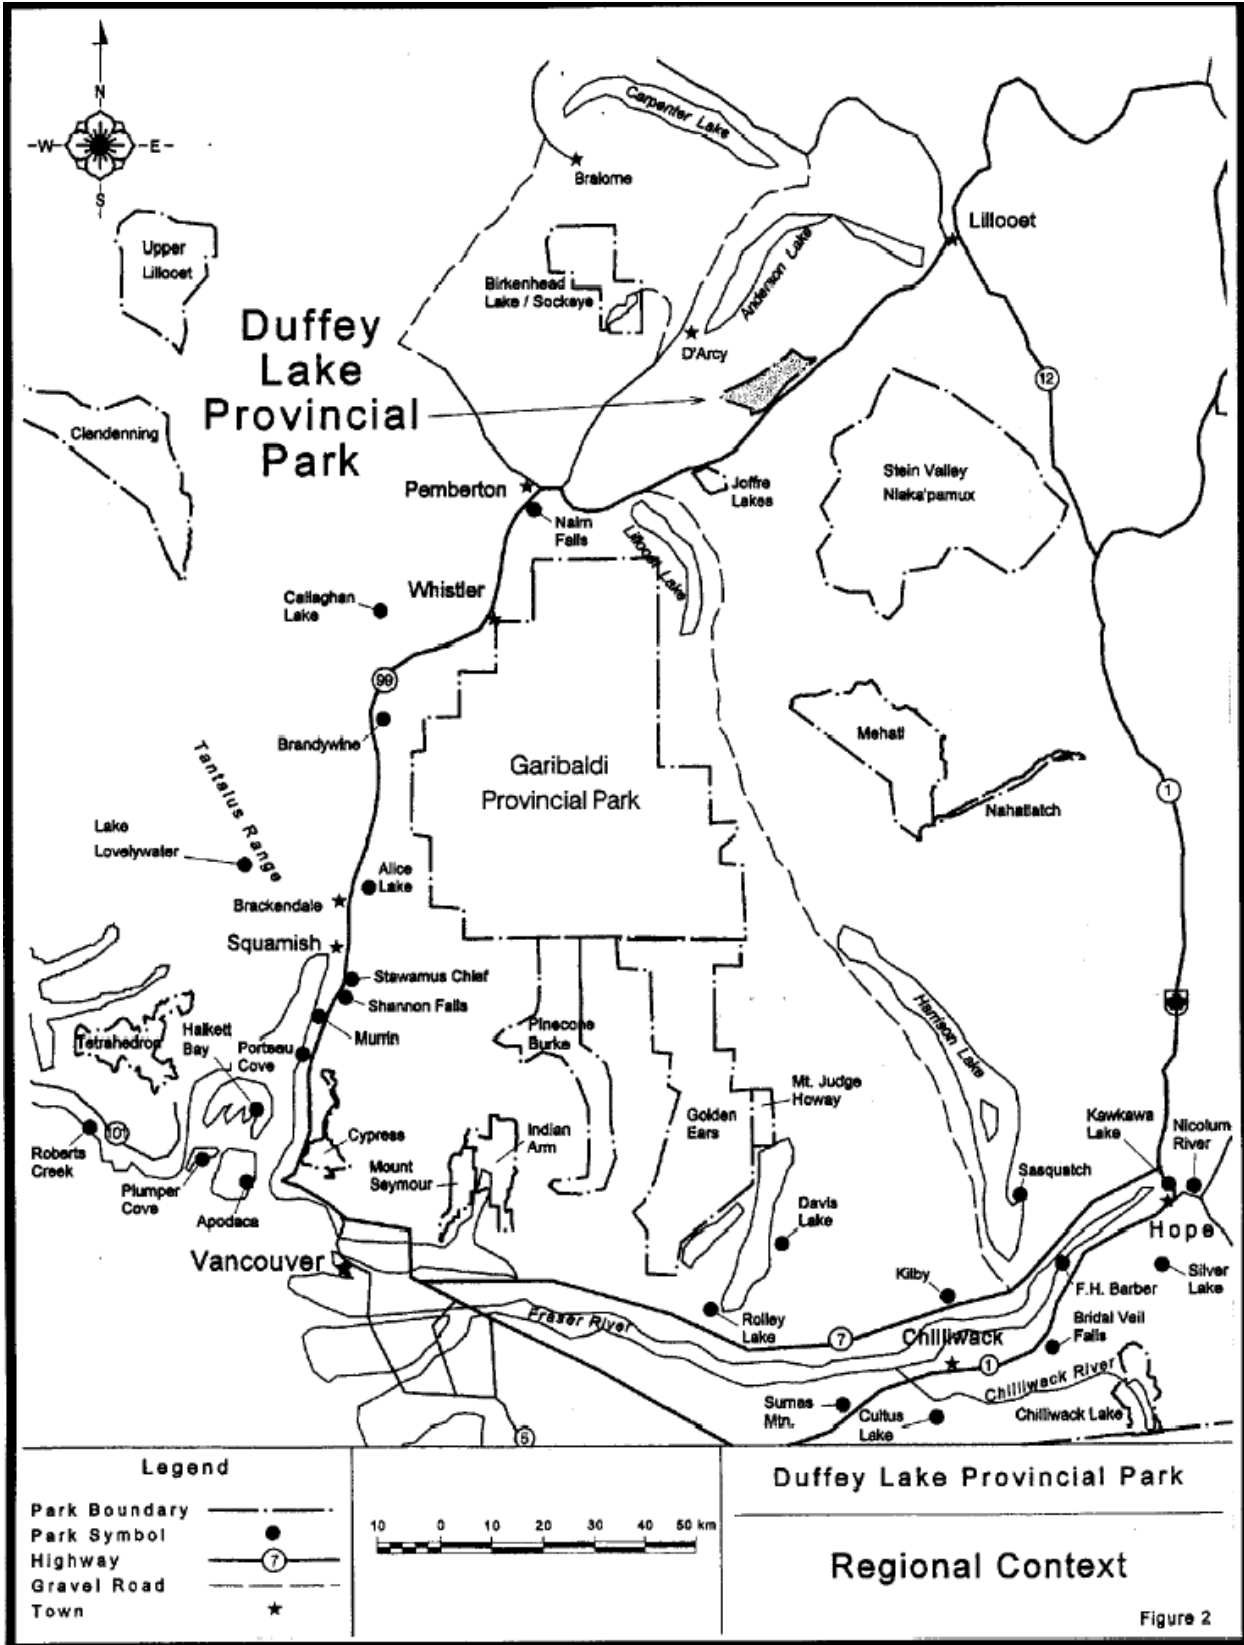 N
W
E
S
Carpenter Lake
Bralorne
Lillooet
Upper
Lillooet
Anderson Lake
Birkenhead
Lake / Sockeye
D'Arcy
Duffey
Lake
Provincial
Park
12
Clendenning
Stein Valley
Nlaka'pamux
Joffre
Lakes
Pemberton
Nairn
Falls
Lillooet Lake
Whistler
Callaghan
Lake
99
Brandywine
Mehatl
Garibaldi
Provincial Park
1
Nahatlatch
Tantalus Range
Lake
Lovelywater
Alice
Lake
Brackendale
Squamish
Stawamus Chief
Shannon Falls
Murrin
Harrison Lake
Tetrahedron
Halkett
Bay
Porteau
Cove
Pinecone
Burke
Mt. Judge
Howay
Golden
Ears
Kawkawa
Lake
Nicolum
River
101
Roberts
Creek
Cypress
Indian
Arm
Mount
Seymour
Plumper
Cove
Apodaca
Sasquatch
Davis
Lake
Hope
Vancouver
Kilby
F.H. Barber
Silver
Lake
Fraser River
Rolley
Lake
7
Chilliwack
Bridal Veil
Falls
1
Chilliwack River
Sumas
Mtn.
Cultus
Lake
Chilliwack Lake
Legend
Park Boundary
Park Symbol
Highway
7
Gravel Road
Town
10 0 10 20 30 40 50 km
Duffey Lake Provincial Park
Regional Context
Figure 2